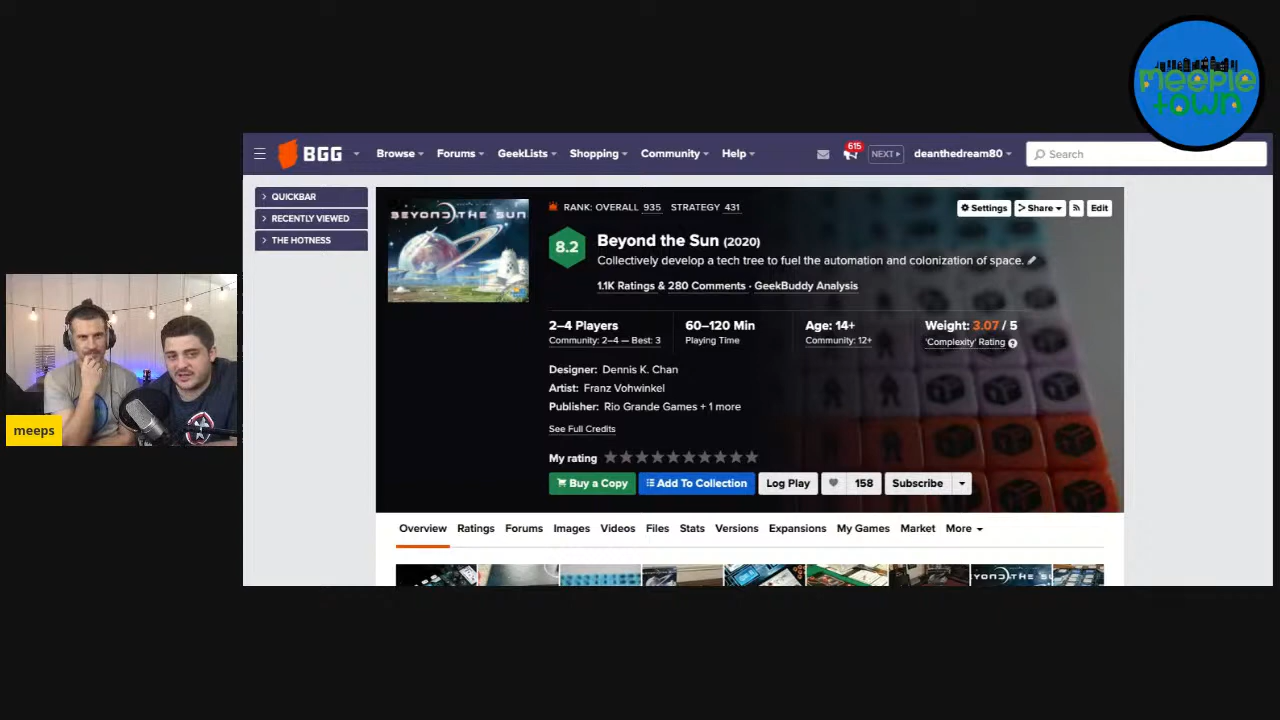 meeple
town
BGG
Browse
Forums
GeekLists
Shopping
Community
Help
615
NEXT
deanthedream80
Search
QUICKBAR
RECENTLY VIEWED
THE HOTNESS
BEYOND THE SUN
RANK: OVERALL 935 STRATEGY 431
Settings
Share
Edit
8.2
Beyond the Sun (2020)
Collectively develop a tech tree to fuel the automation and colonization of space.
1.1K Ratings & 280 Comments · GeekBuddy Analysis
2–4 Players
Community: 2–4 — Best: 3
60–120 Min
Playing Time
Age: 14+
Community: 12+
Weight: 3.07 / 5
'Complexity' Rating ?
Designer: Dennis K. Chan
Artist: Franz Vohwinkel
Publisher: Rio Grande Games + 1 more
See Full Credits
My rating
Buy a Copy
Add To Collection
Log Play
158
Subscribe
meeps
Overview
Ratings
Forums
Images
Videos
Files
Stats
Versions
Expansions
My Games
Market
More